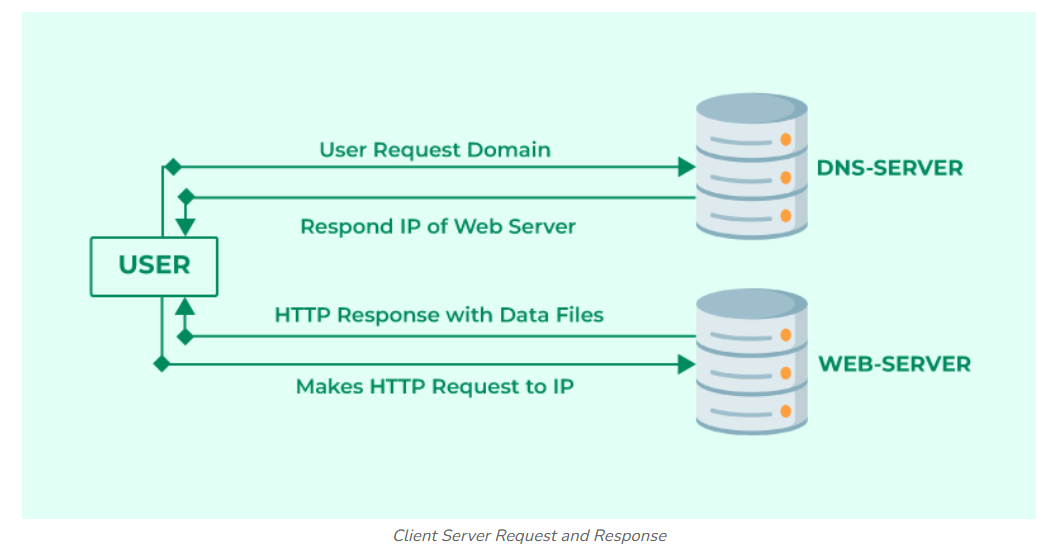 User Request Domain
DNS-SERVER
Respond IP of Web Server
USER
HTTP Response with Data Files
WEB-SERVER
Makes HTTP Request to IP
Client Server Request and Response